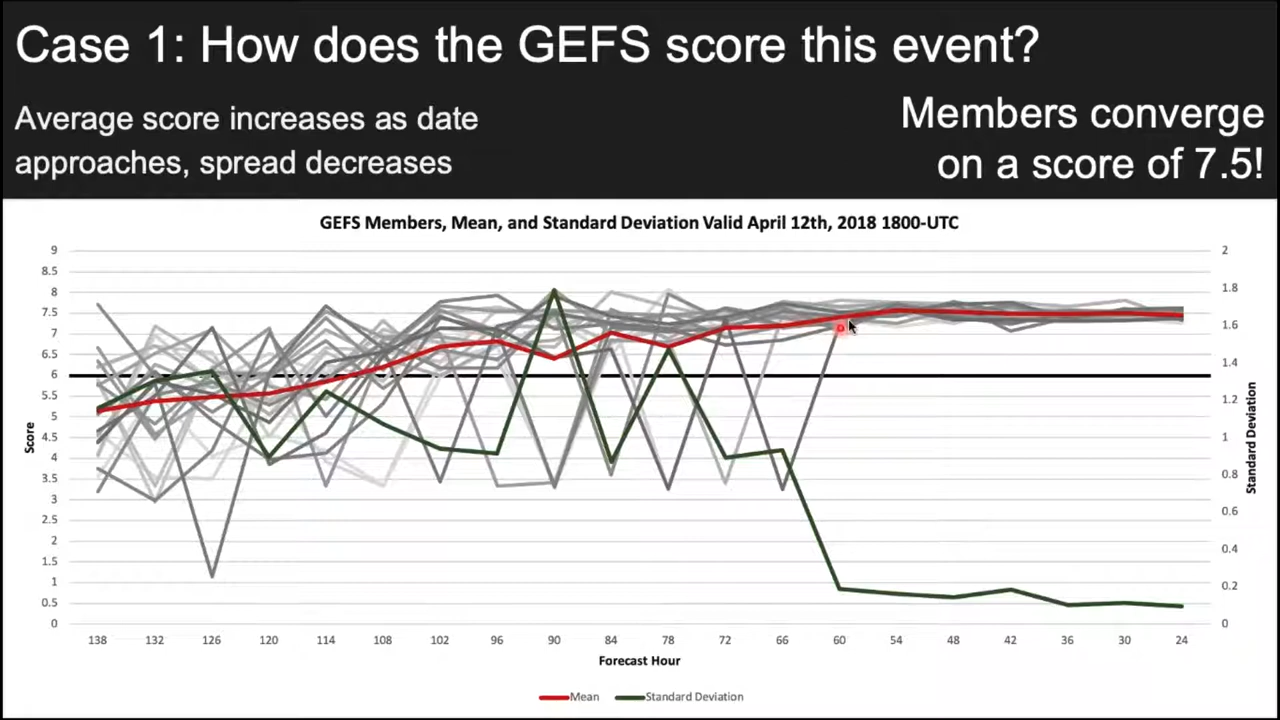 Case 1: How does the GEFS score this event?
Average score increases as date
approaches, spread decreases
Members converge
on a score of 7.5!
GEFS Members, Mean, and Standard Deviation Valid April 12th, 2018 1800-UTC
9
8.5
8
7.5
7
6.5
6
5.5
5
4.5
4
3.5
3
2.5
2
1.5
1
0.5
0
Score
2
1.8
1.6
1.4
1.2
1
0.8
0.6
0.4
0.2
0
Standard Deviation
138 132 126 120 114 108 102 96 90 84 78 72 66 60 54 48 42 36 30 24
Forecast Hour
Mean Standard Deviation